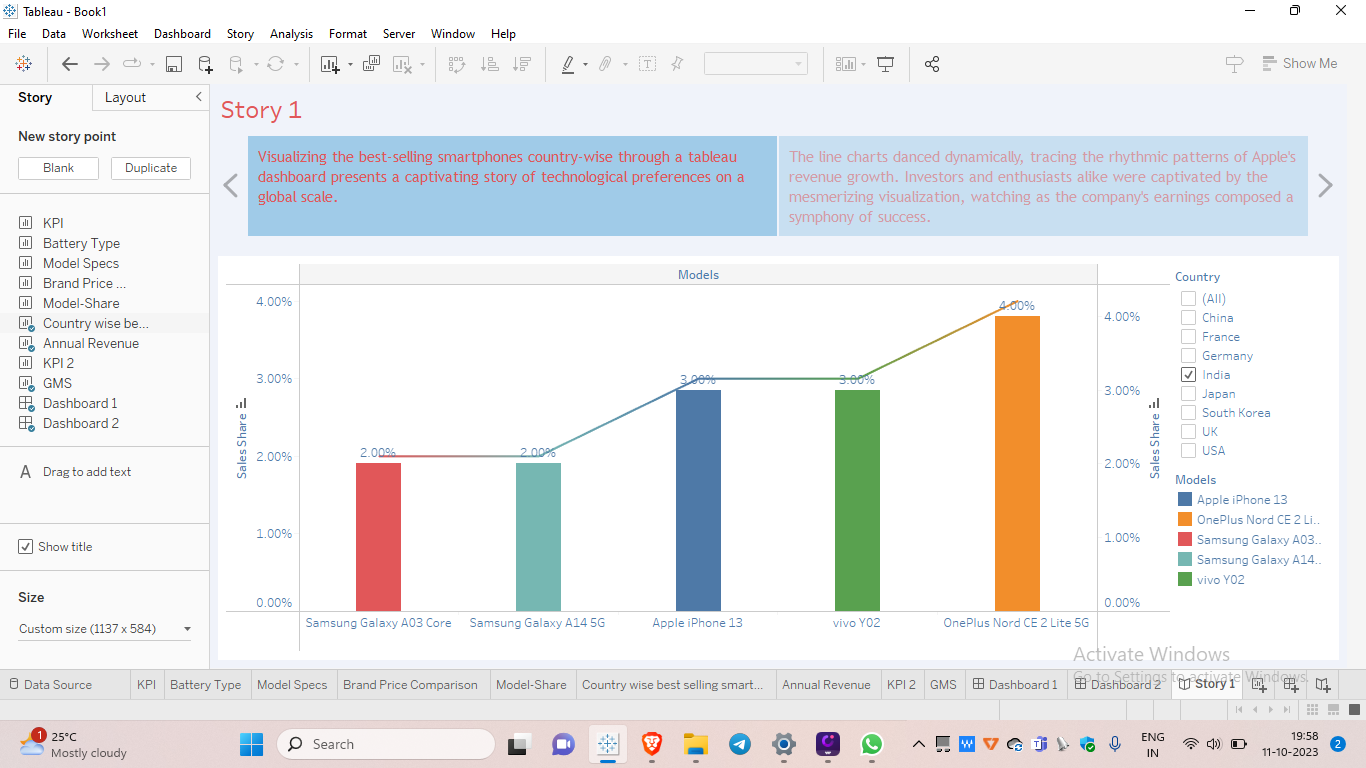 Tableau - Book1
File Data Worksheet Dashboard Story Analysis Format Server Window Help
Show Me
Story Layout
New story point
Blank Duplicate
KPI
Battery Type
Model Specs
Brand Price ...
Model-Share
Country wise be...
Annual Revenue
KPI 2
GMS
Dashboard 1
Dashboard 2
A Drag to add text
Show title
Size
Custom size (1137 x 584)
Story 1
Visualizing the best-selling smartphones country-wise through a tableau
dashboard presents a captivating story of technological preferences on a
global scale.
The line charts danced dynamically, tracing the rhythmic patterns of Apple's
revenue growth. Investors and enthusiasts alike were captivated by the
mesmerizing visualization, watching as the company's earnings composed a
symphony of success.
Models
4.00%
3.00%
2.00%
1.00%
0.00%
Sales Share
2.00% 2.00% 3.00% 3.00% 4.00%
Samsung Galaxy A03 Core Samsung Galaxy A14 5G Apple iPhone 13 vivo Y02 OnePlus Nord CE 2 Lite 5G
4.00%
3.00%
2.00%
1.00%
0.00%
Sales Share
Country
(All)
China
France
Germany
India
Japan
South Korea
UK
USA
Models
Apple iPhone 13
OnePlus Nord CE 2 Li..
Samsung Galaxy A03..
Samsung Galaxy A14..
vivo Y02
Activate Windows
Go to Settings to activate Windows.
Data Source KPI Battery Type Model Specs Brand Price Comparison Model-Share Country wise best selling smart... Annual Revenue KPI 2 GMS Dashboard 1 Dashboard 2 Story 1
1
25°C
Mostly cloudy
Search
ENG
IN
19:58
11-10-2023
2